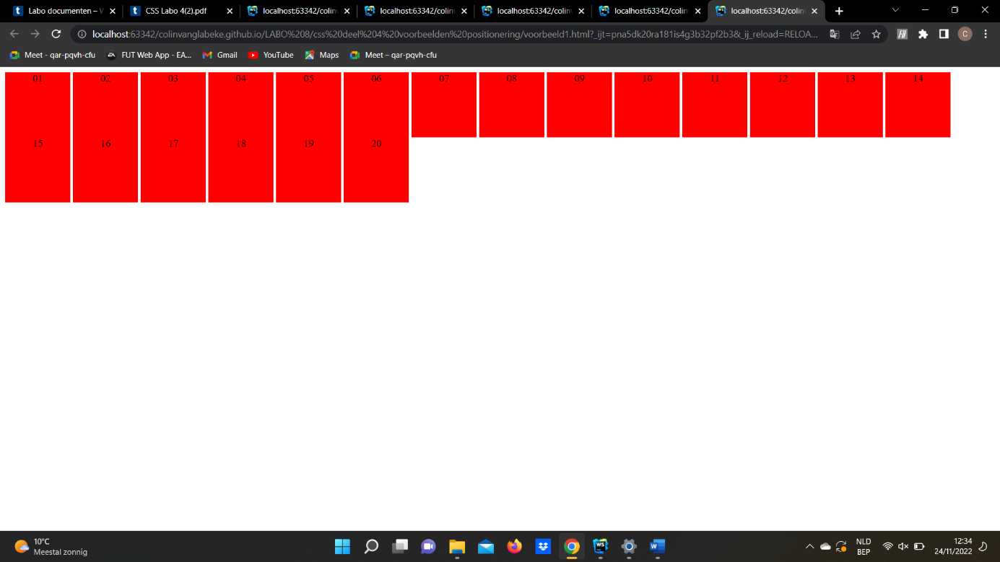 Labo documenten – W
CSS Labo 4(2).pdf
localhost:63342/colinv
localhost:63342/colinv
localhost:63342/colinv
localhost:63342/colinv
localhost:63342/colin
localhost:63342/colinvanglabeke.github.io/LABO%208/css%20deel%204%20voorbeelden%20positionering/voorbeeld1.html?_ijt=pna5dk20ra181is4g3b32pf2b3&_ij_reload=RELOA...
C
Meet - qar-pqvh-cfu
FUT Web App - EA...
Gmail
YouTube
Maps
Meet – qar-pqvh-cfu
01 02 03 04 05 06 07 08 09 10 11 12 13 14
15 16 17 18 19 20
10°C
Meestal zonnig
NLD
BEP
12:34
24/11/2022